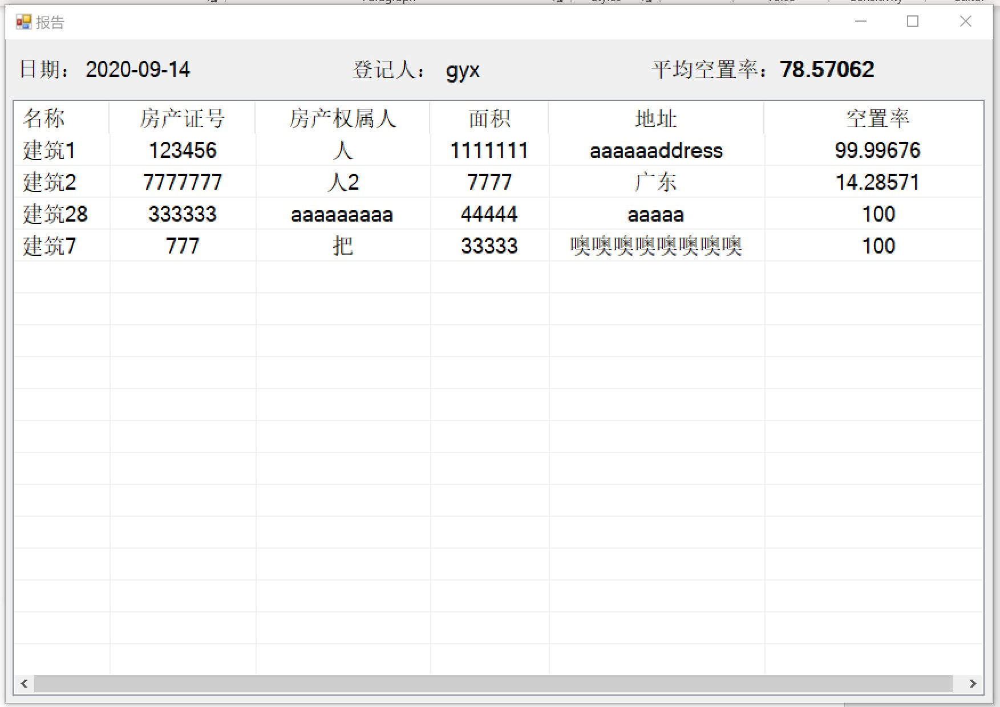 报告
日期： 2020-09-14 登记人： gyx 平均空置率：78.57062
名称 房产证号 房产权属人 面积 地址 空置率
建筑1 123456 人 1111111 aaaaaaddress 99.99676
建筑2 7777777 人2 7777 广东 14.28571
建筑28 333333 aaaaaaaaa 44444 aaaaa 100
建筑7 777 把 33333 噢噢噢噢噢噢噢噢 100